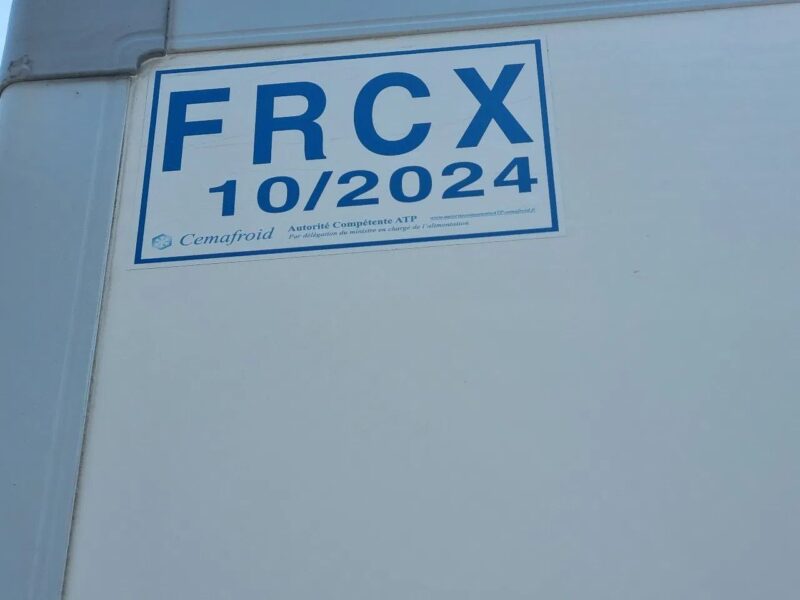 FRCX
10/2024
Cemafroid
Autorité Compétente ATP
Par délégation du ministre en charge de l'alimentation